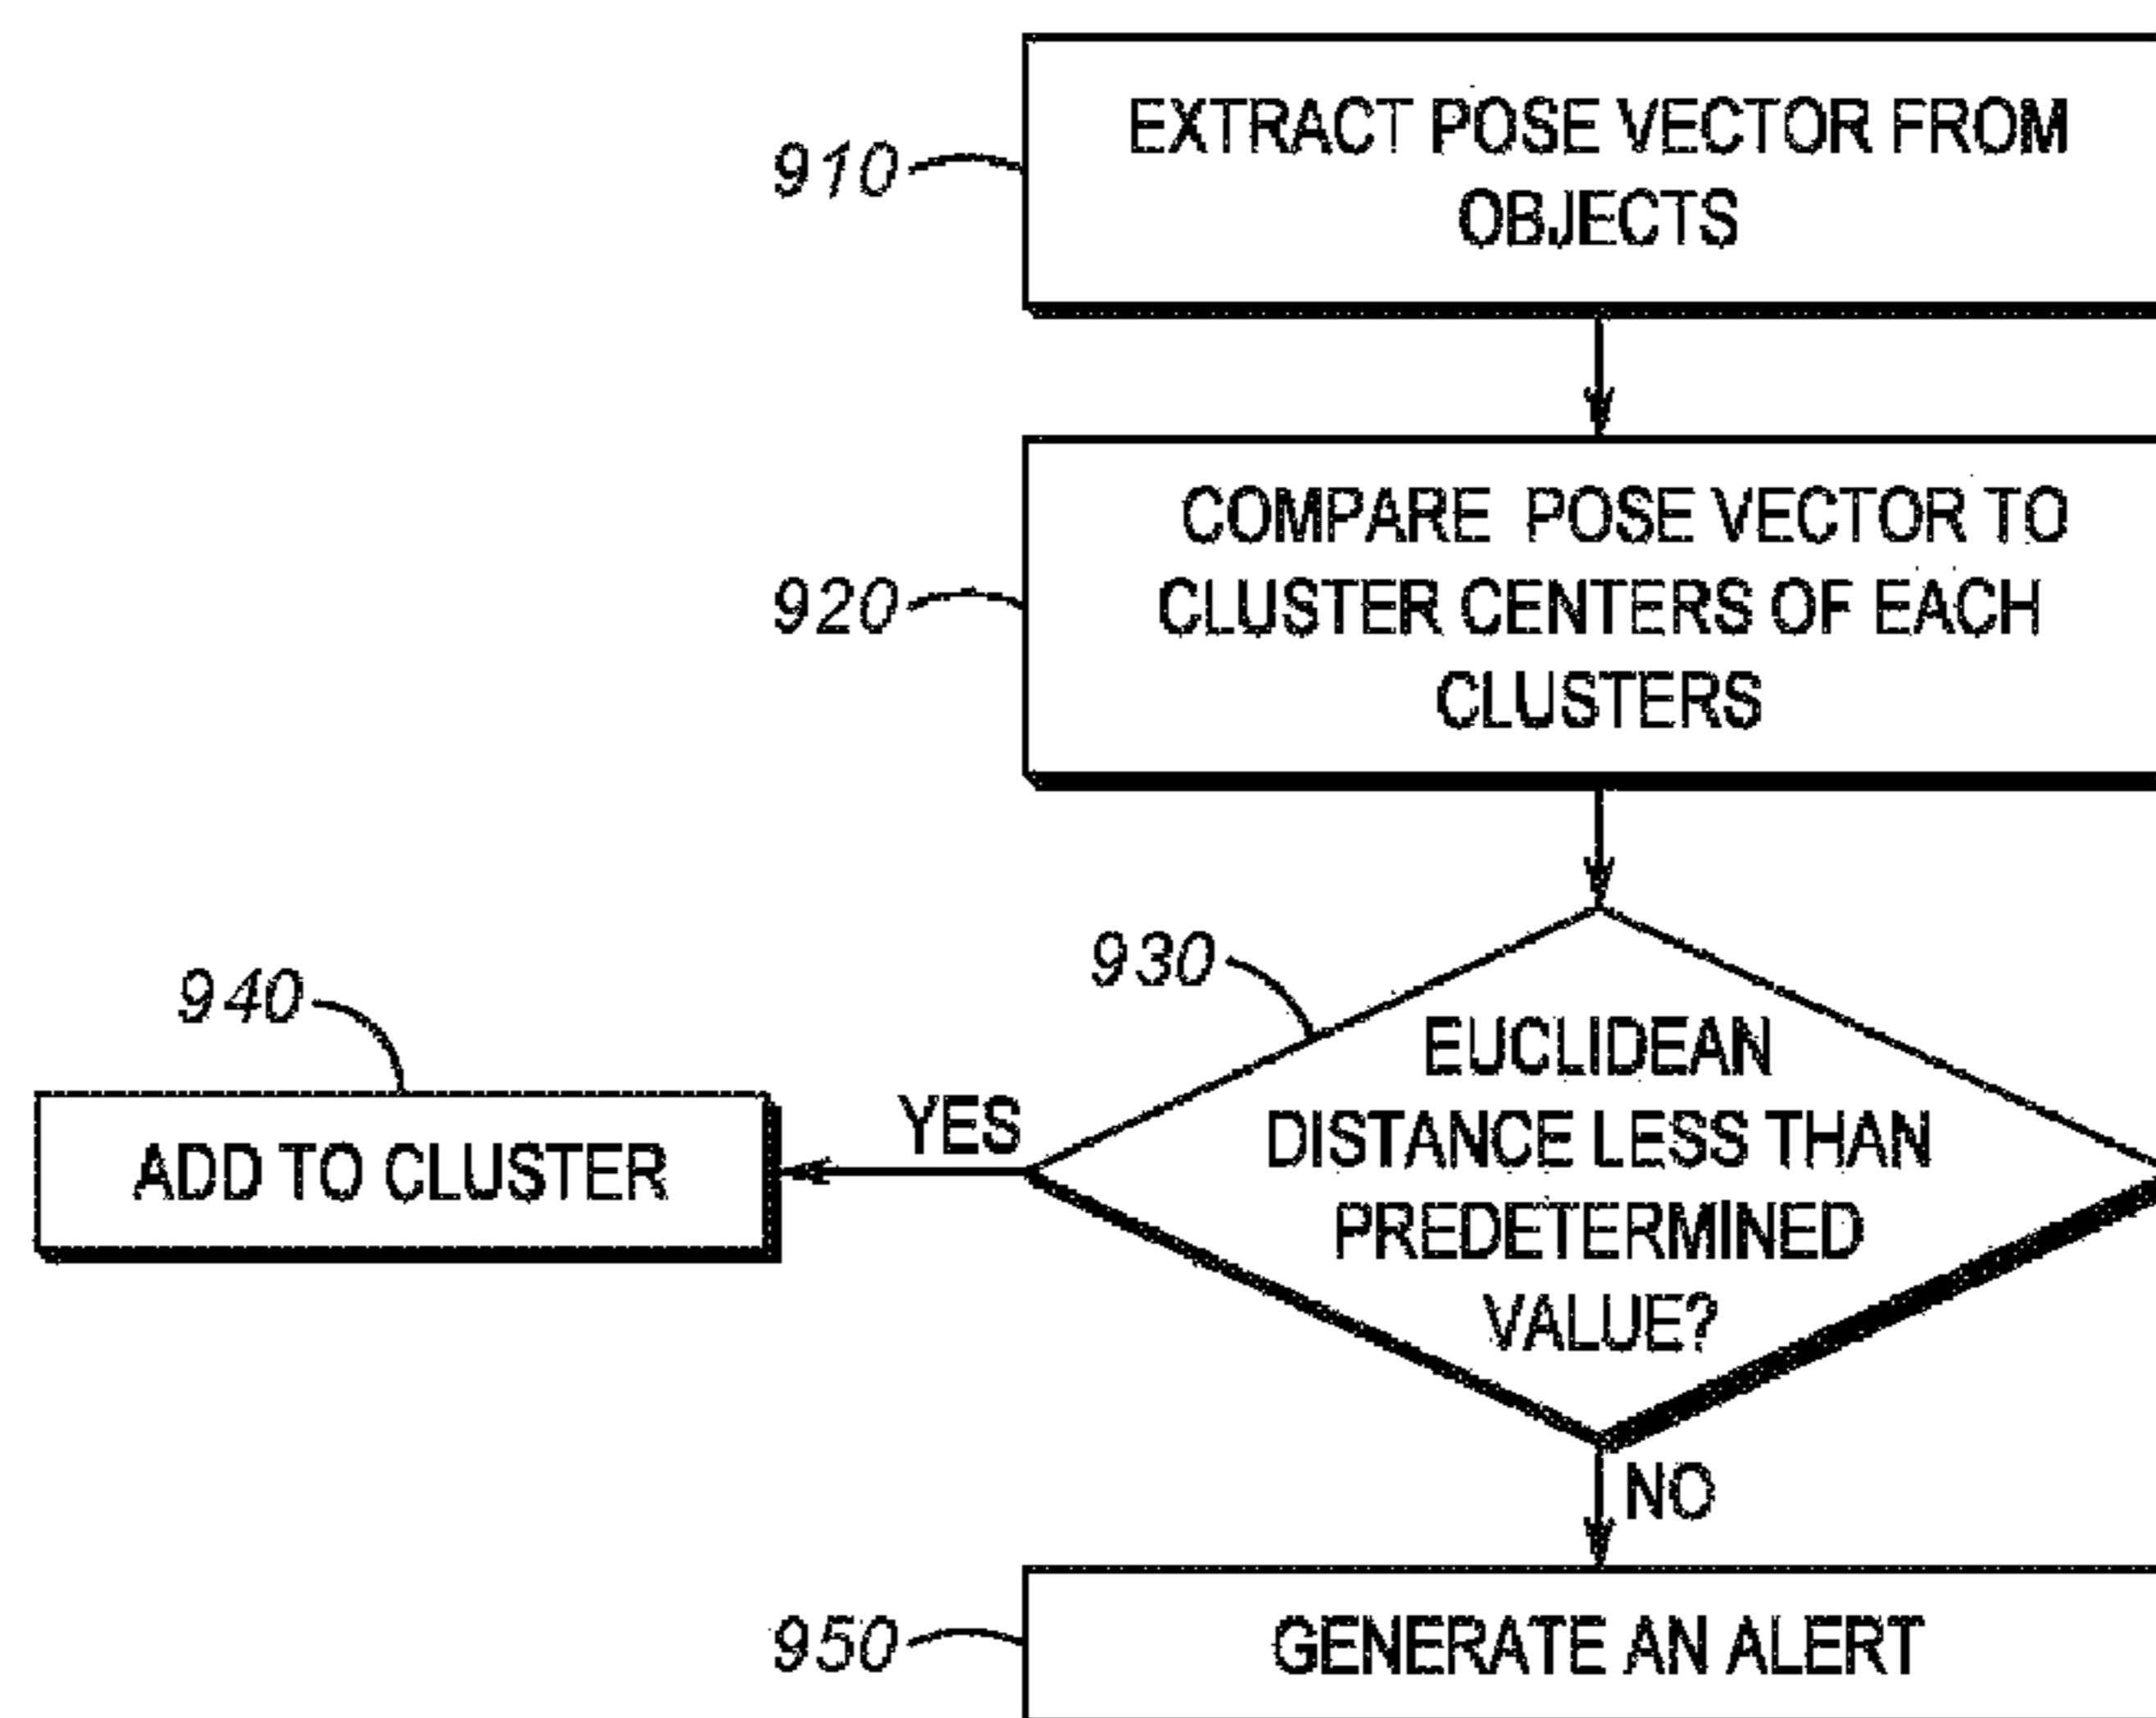 910
EXTRACT POSE VECTOR FROM
OBJECTS
920
COMPARE POSE VECTOR TO
CLUSTER CENTERS OF EACH
CLUSTERS
930
EUCLIDEAN
DISTANCE LESS THAN
PREDETERMINED
VALUE?
YES
940
ADD TO CLUSTER
NO
950
GENERATE AN ALERT